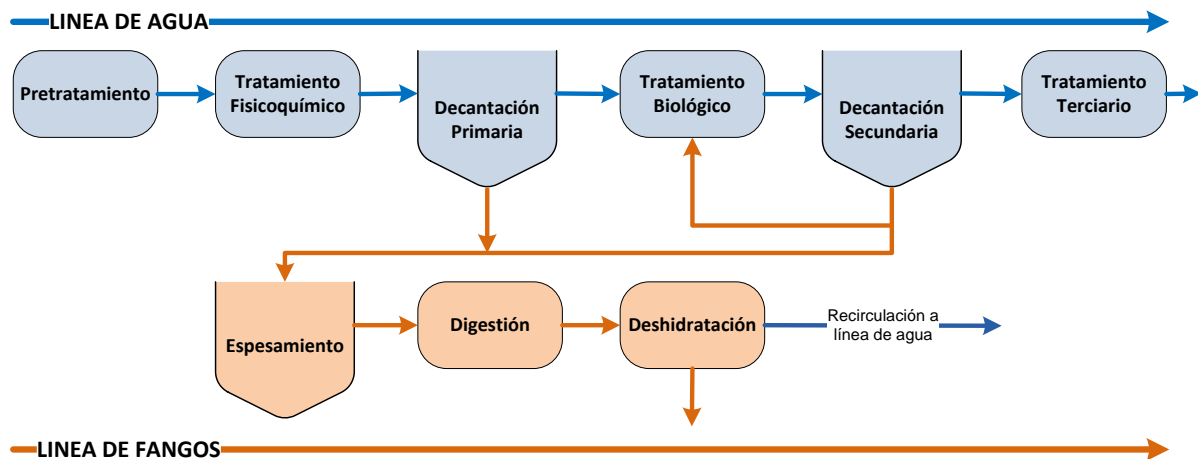 LINEA DE AGUA
Pretratamiento
Tratamiento
Fisicoquímico
Decantación
Primaria
Tratamiento
Biológico
Decantación
Secundaria
Tratamiento
Terciario
Espesamiento
Digestión
Deshidratación
Recirculación a
línea de agua
LINEA DE FANGOS